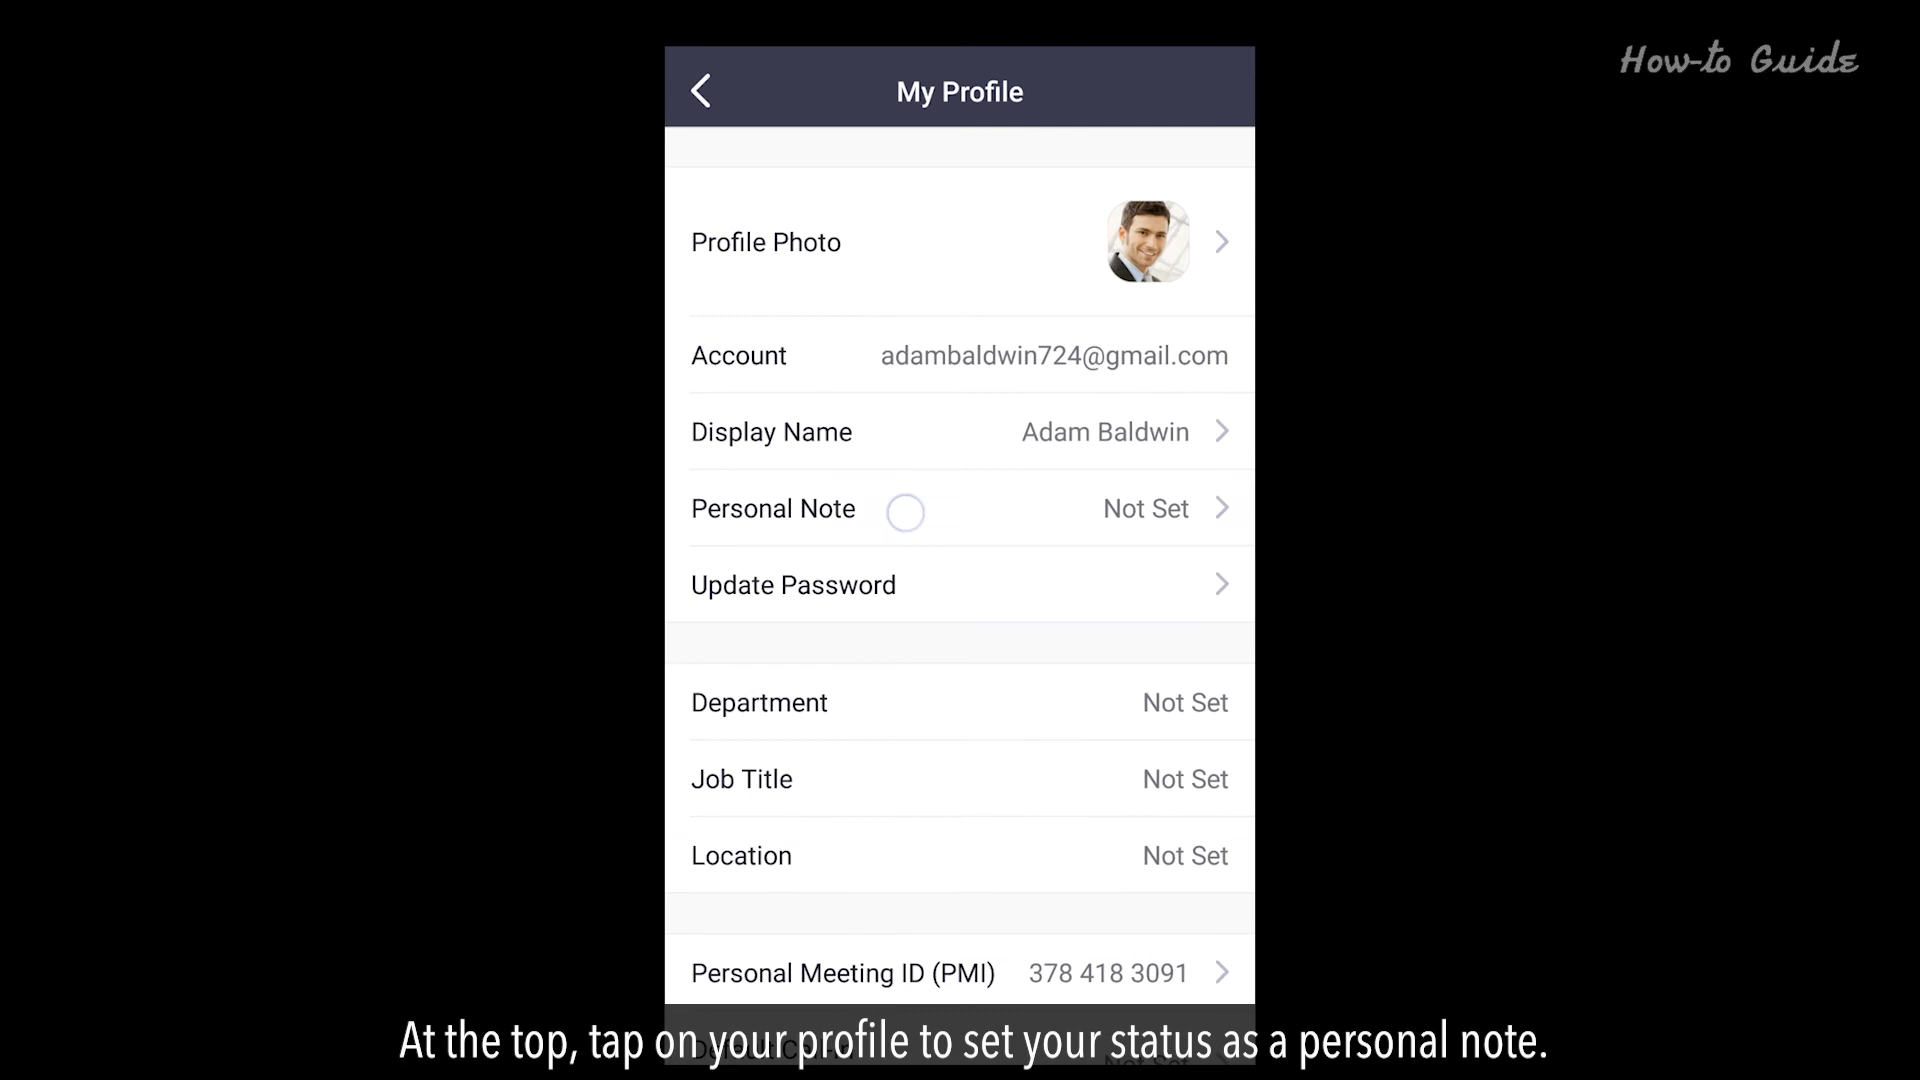 How-to Guide
My Profile
Profile Photo
Account adambaldwin724@gmail.com
Display Name Adam Baldwin
Personal Note Not Set
Update Password
Department Not Set
Job Title Not Set
Location Not Set
Personal Meeting ID (PMI) 378 418 3091
At the top, tap on your profile to set your status as a personal note.